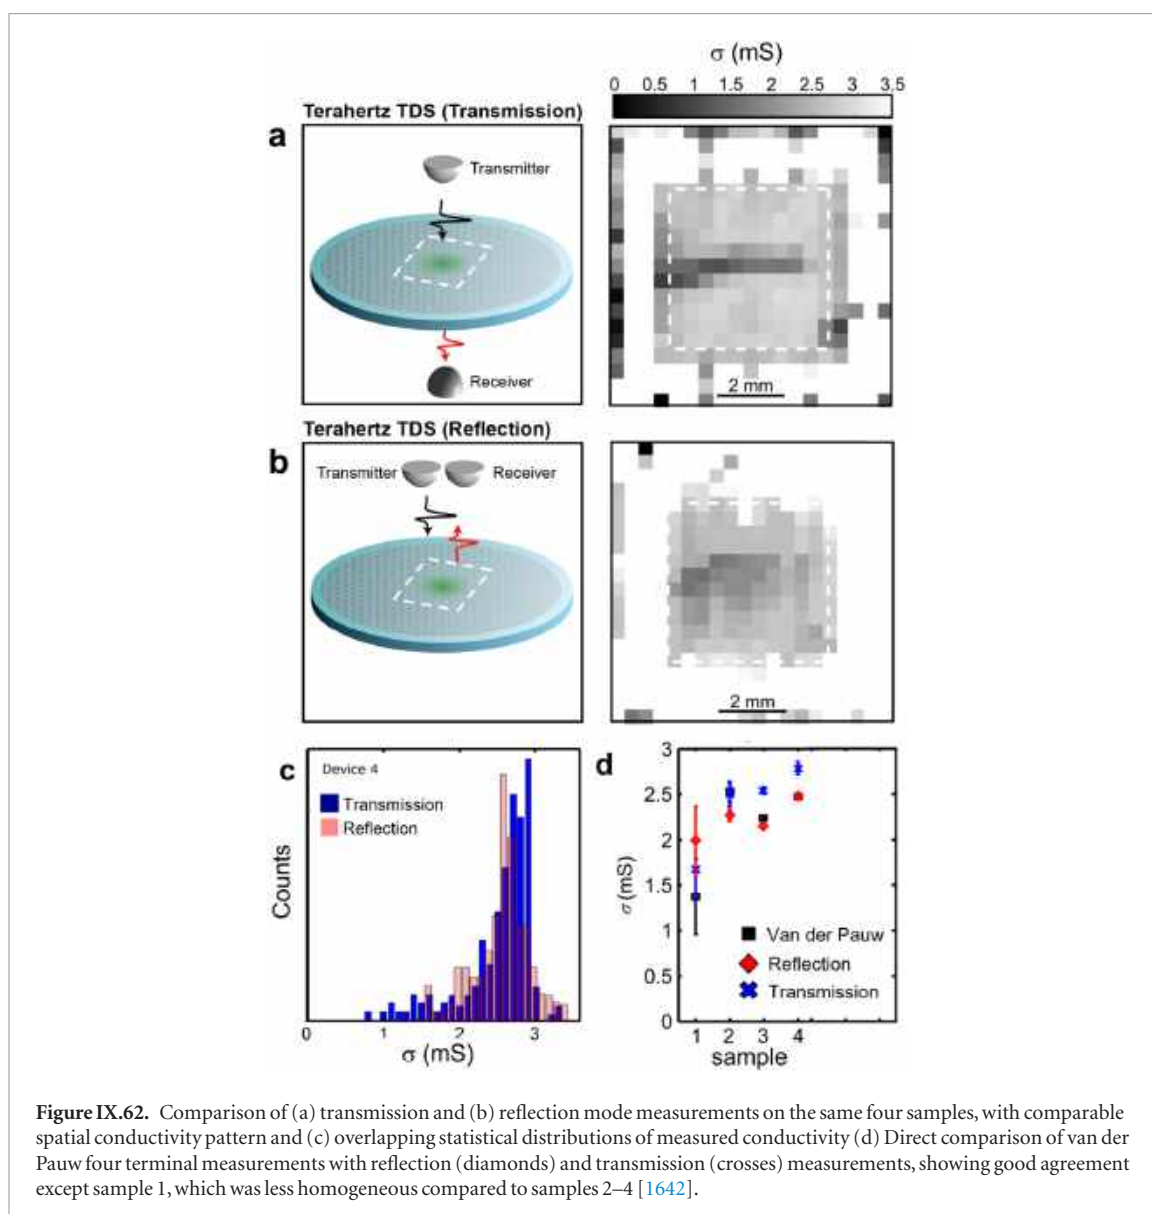 σ (mS)
0 0.5 1 1.5 2 2.5 3 3.5
Terahertz TDS (Transmission)
a
Transmitter
Receiver
2 mm
Terahertz TDS (Reflection)
b
Transmitter Receiver
2 mm
c
Device 4
Transmission
Reflection
Counts
0 1 2 3
σ (mS)
d
3
2.5
2
1.5
1
0.5
0
σ (mS)
Van der Pauw
Reflection
Transmission
1 2 3 4
sample
Figure IX.62. Comparison of (a) transmission and (b) reflection mode measurements on the same four samples, with comparable
spatial conductivity pattern and (c) overlapping statistical distributions of measured conductivity (d) Direct comparison of van der
Pauw four terminal measurements with reflection (diamonds) and transmission (crosses) measurements, showing good agreement
except sample 1, which was less homogeneous compared to samples 2–4 [1642].